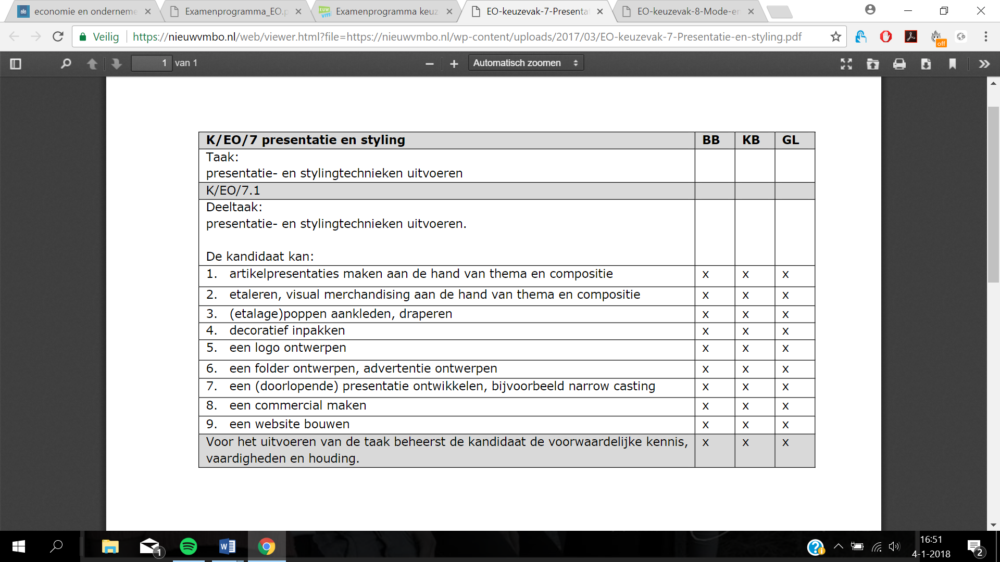 economie en onderneme
Examenprogramma_EO.p
Examenprogramma keuz
EO-keuzevak-7-Presenta
EO-keuzevak-8-Mode-en
Veilig
https://nieuwvmbo.nl/web/viewer.html?file=https://nieuwvmbo.nl/wp-content/uploads/2017/03/EO-keuzevak-7-Presentatie-en-styling.pdf
off
1 van 1
Automatisch zoomen
K/EO/7 presentatie en styling BB KB GL
Taak:
presentatie- en stylingtechnieken uitvoeren
K/EO/7.1
Deeltaak:
presentatie- en stylingtechnieken uitvoeren.
De kandidaat kan:
1. artikelpresentaties maken aan de hand van thema en compositie x x x
2. etaleren, visual merchandising aan de hand van thema en compositie x x x
3. (etalage)poppen aankleden, draperen x x x
4. decoratief inpakken x x x
5. een logo ontwerpen x x x
6. een folder ontwerpen, advertentie ontwerpen x x x
7. een (doorlopende) presentatie ontwikkelen, bijvoorbeeld narrow casting x x x
8. een commercial maken x x x
9. een website bouwen x x x
Voor het uitvoeren van de taak beheerst de kandidaat de voorwaardelijke kennis, x x x
vaardigheden en houding.
1
16:51
4-1-2018
2